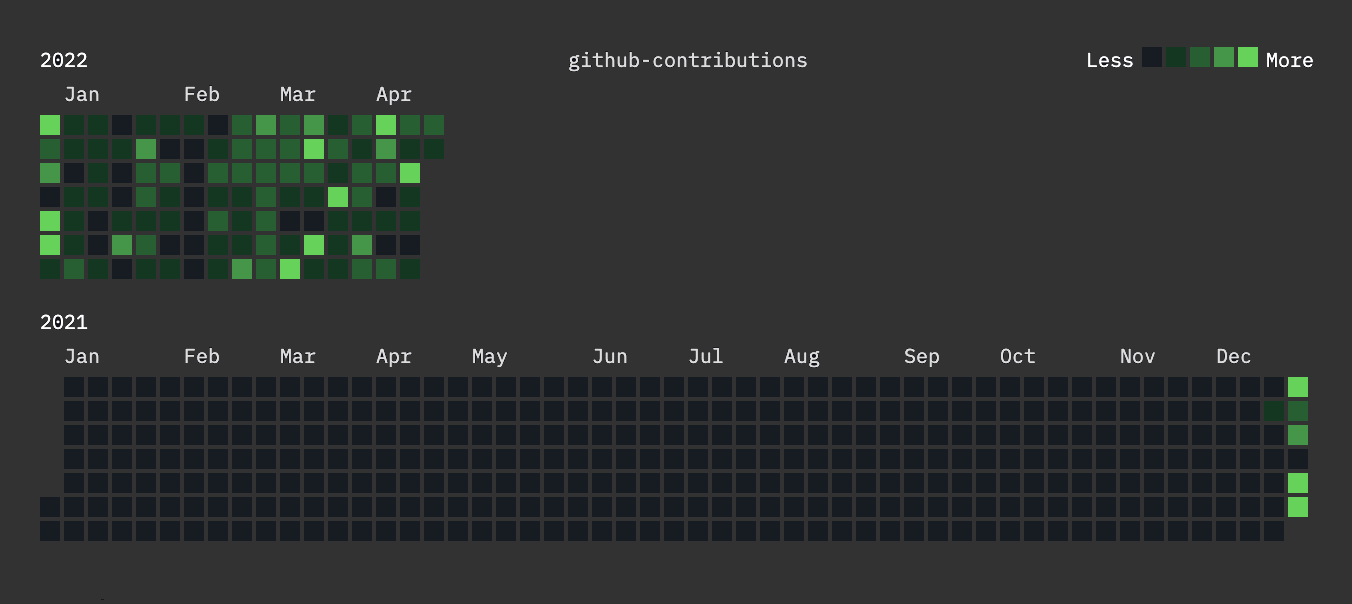 2022 github-contributions Less More
Jan Feb Mar Apr
2021
Jan Feb Mar Apr May Jun Jul Aug Sep Oct Nov Dec